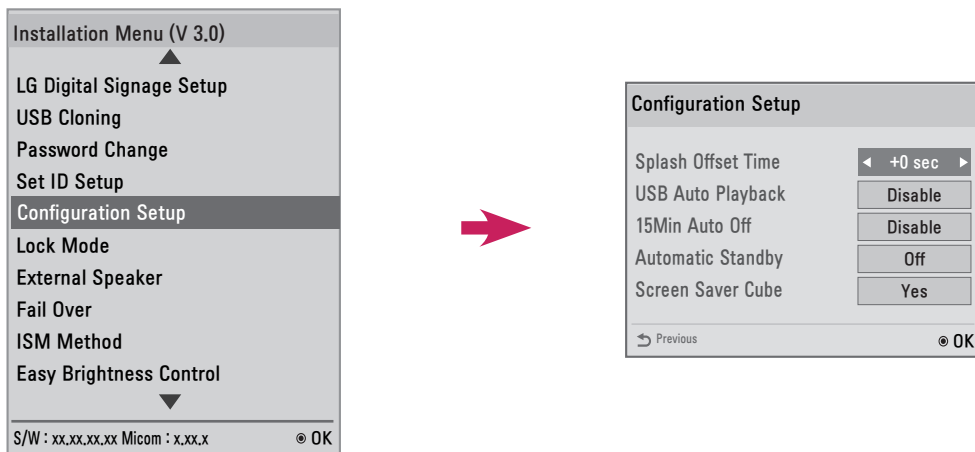 Installation Menu (V 3.0)
LG Digital Signage Setup
USB Cloning
Password Change
Set ID Setup
Configuration Setup
Lock Mode
External Speaker
Fail Over
ISM Method
Easy Brightness Control
S/W : xx.xx.xx.xx Micom : x.xx.x ◉ OK
Configuration Setup
Splash Offset Time ◀ +0 sec ▶
USB Auto Playback Disable
15Min Auto Off Disable
Automatic Standby Off
Screen Saver Cube Yes
Previous ◉ OK